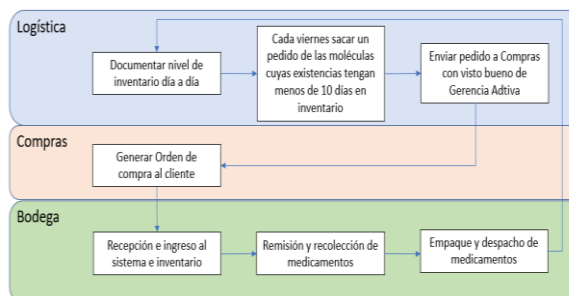 Logística
Documentar nivel de
inventario día a día
Cada viernes sacar un
pedido de las moléculas
cuyas existencias tengan
menos de 10 días en
inventario
Enviar pedido a Compras
con visto bueno de
Gerencia Adtiva
Compras
Generar Orden de
compra al cliente
Bodega
Recepción e ingreso al
sistema e inventario
Remisión y recolección de
medicamentos
Empaque y despacho de
medicamentos